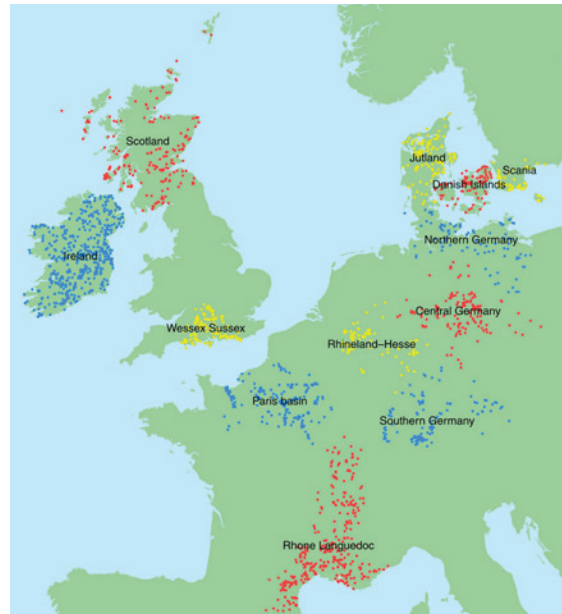 Scotland
Jutland
Scania
Danish Islands
Northern Germany
Ireland
Central Germany
Wessex Sussex
Rhineland–Hesse
Paris basin
Southern Germany
Rhone Languedoc